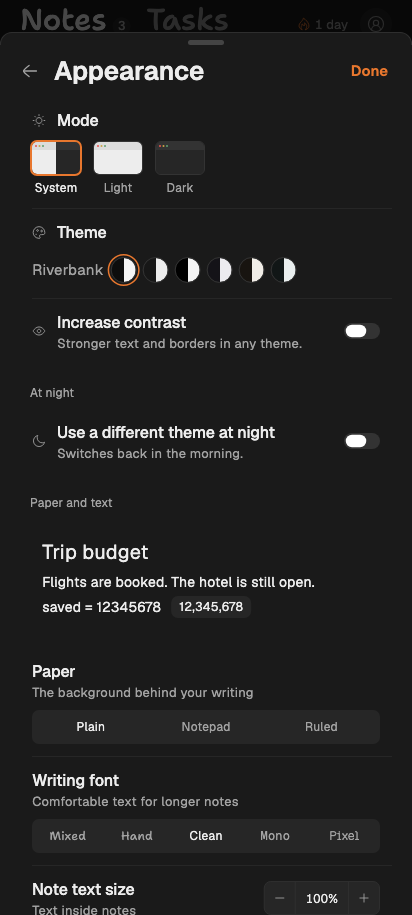 Notes 3 Tasks 1 day
Appearance Done
Mode
System Light Dark
Theme
Riverbank
Increase contrast
Stronger text and borders in any theme.
At night
Use a different theme at night
Switches back in the morning.
Paper and text
Trip budget
Flights are booked. The hotel is still open.
saved = 12345678 12,345,678
Paper
The background behind your writing
Plain Notepad Ruled
Writing font
Comfortable text for longer notes
Mixed Hand Clean Mono Pixel
Note text size
− 100% +
Text inside notes